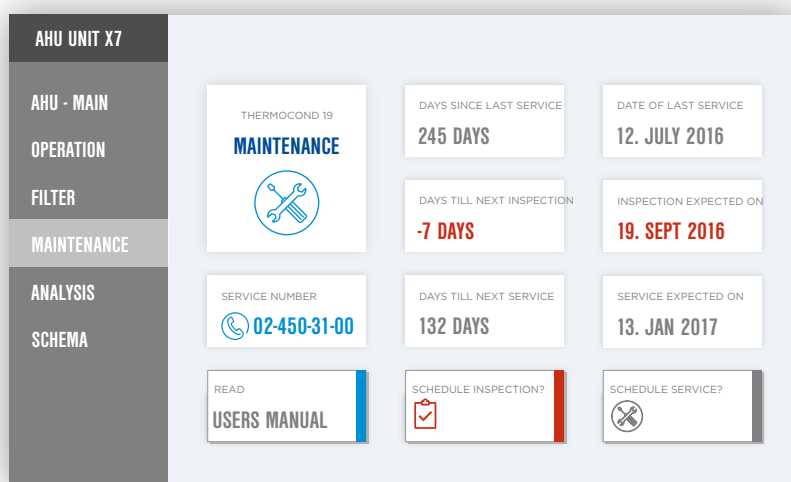 AHU UNIT X7
AHU - MAIN
OPERATION
FILTER
MAINTENANCE
ANALYSIS
SCHEMA
THERMOCOND 19
MAINTENANCE
DAYS SINCE LAST SERVICE
245 DAYS
DATE OF LAST SERVICE
12. JULY 2016
DAYS TILL NEXT INSPECTION
-7 DAYS
INSPECTION EXPECTED ON
19. SEPT 2016
SERVICE NUMBER
02-450-31-00
DAYS TILL NEXT SERVICE
132 DAYS
SERVICE EXPECTED ON
13. JAN 2017
READ
USERS MANUAL
SCHEDULE INSPECTION?
SCHEDULE SERVICE?